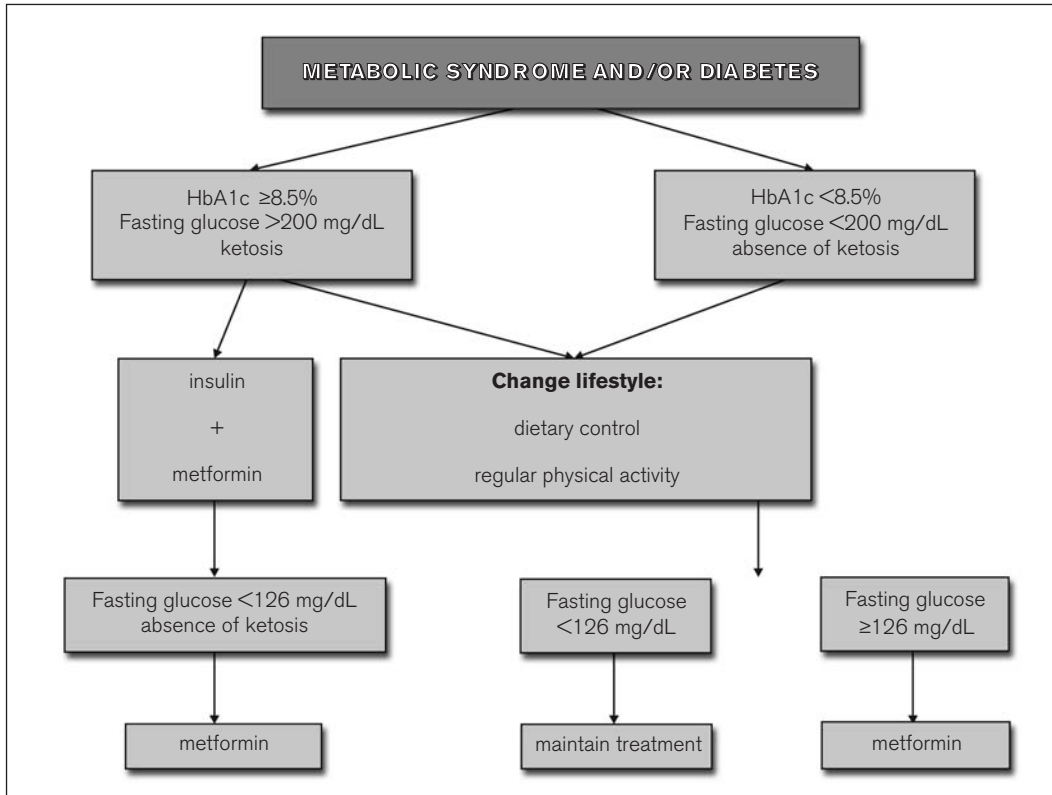 METABOLIC SYNDROME AND/OR DIABETES
HbA1c ≥8.5%
Fasting glucose >200 mg/dL
ketosis
HbA1c <8.5%
Fasting glucose <200 mg/dL
absence of ketosis
insulin
+
metformin
Change lifestyle:
dietary control
regular physical activity
Fasting glucose <126 mg/dL
absence of ketosis
Fasting glucose
<126 mg/dL
Fasting glucose
≥126 mg/dL
metformin
maintain treatment
metformin